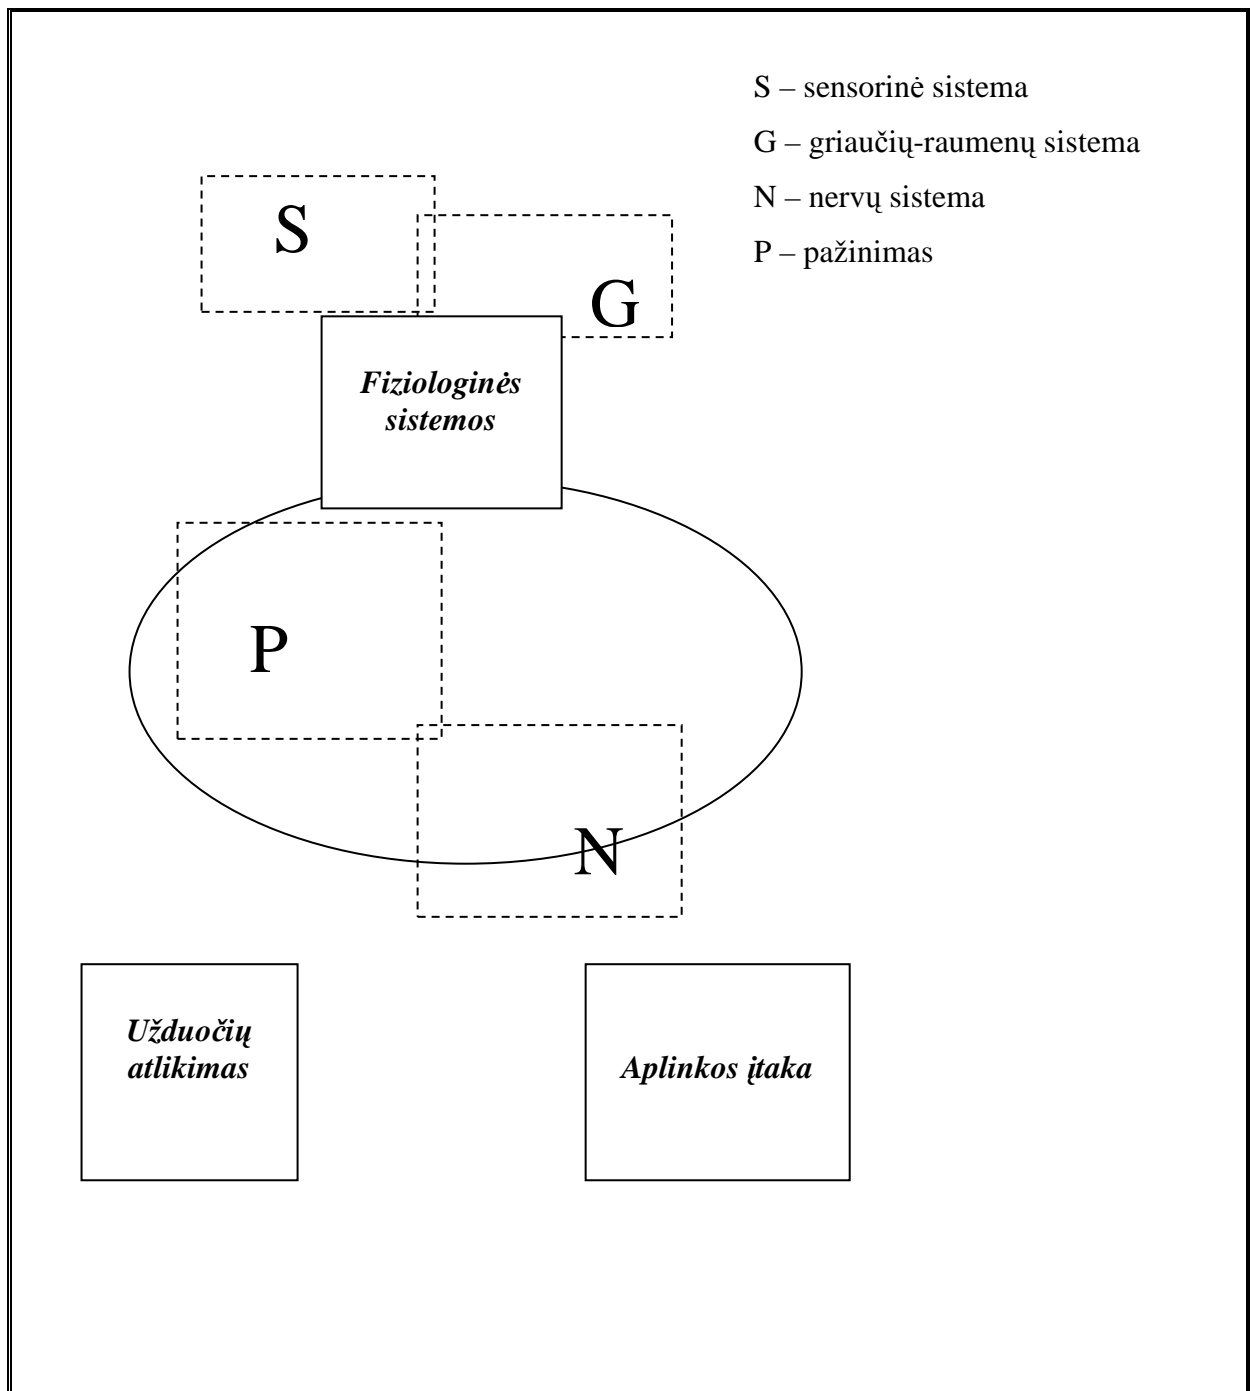 S – sensorinė sistema
G – griaučių-raumenų sistema
N – nervų sistema
P – pažinimas
S
G
Fiziologinės
sistemos
P
N
Užduočių
atlikimas
Aplinkos įtaka